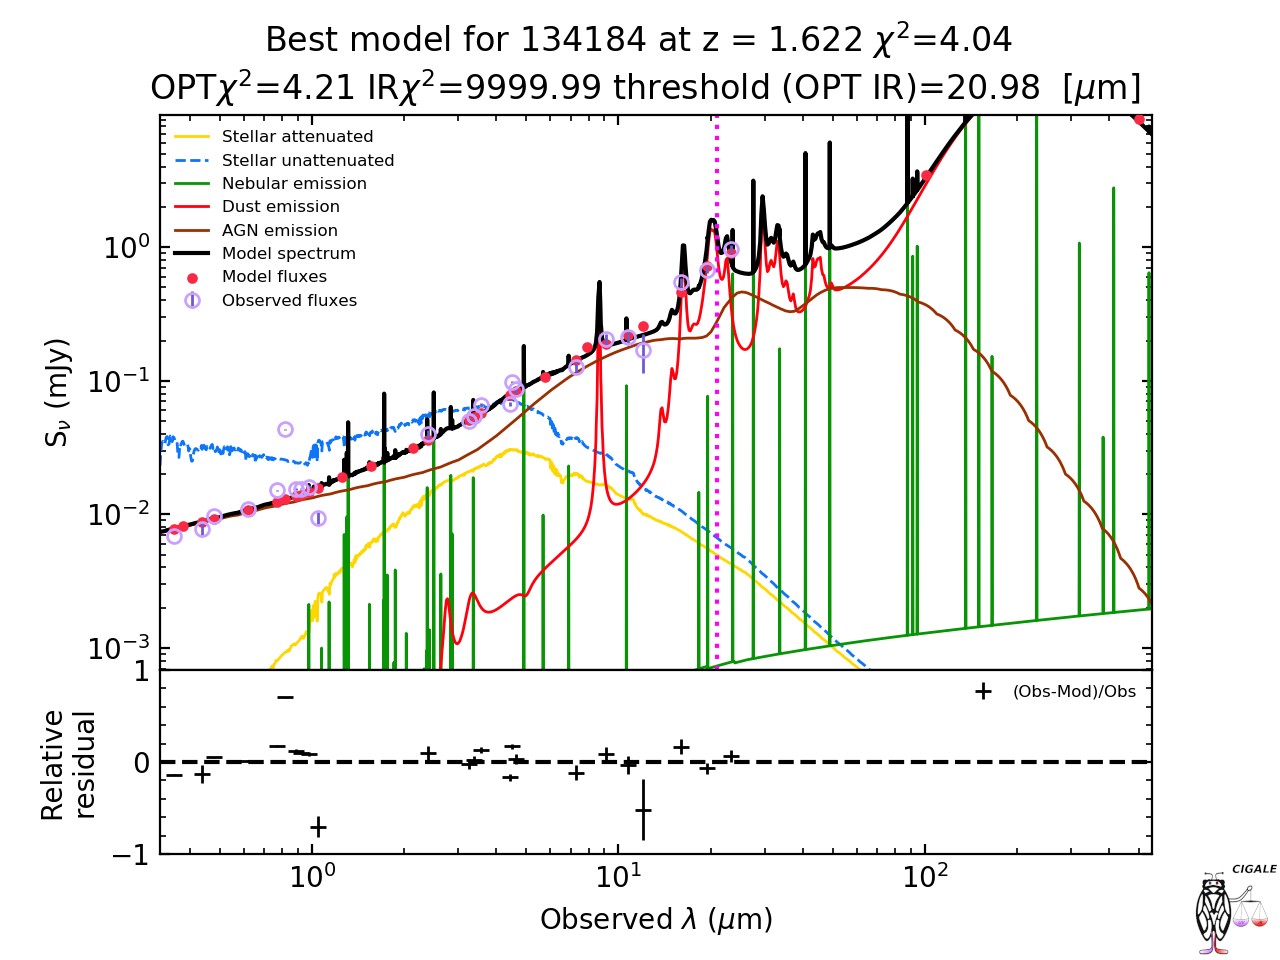 Best model for 134184 at z = 1.622 χ²=4.04
OPTχ²=4.21 IRχ²=9999.99 threshold (OPT IR)=20.98  [μm]
Stellar attenuated
Stellar unattenuated
Nebular emission
Dust emission
AGN emission
Model spectrum
Model fluxes
Observed fluxes
S_ν (mJy)
10⁰
10⁻¹
10⁻²
10⁻³
1
0
−1
Relative
residual
(Obs-Mod)/Obs
10⁰ 10¹ 10²
Observed λ (μm)
CIGALE